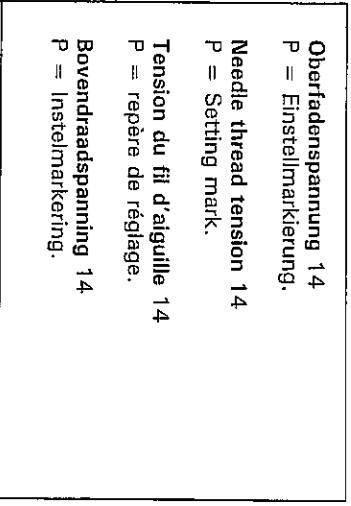 Oberfadenspannung 14
P = Einstellmarkierung.
Needle thread tension 14
P = Setting mark.
Tension du fil d'aiguille 14
P = repère de réglage.
Bovendraadspanning 14
P = Instelmarkering.